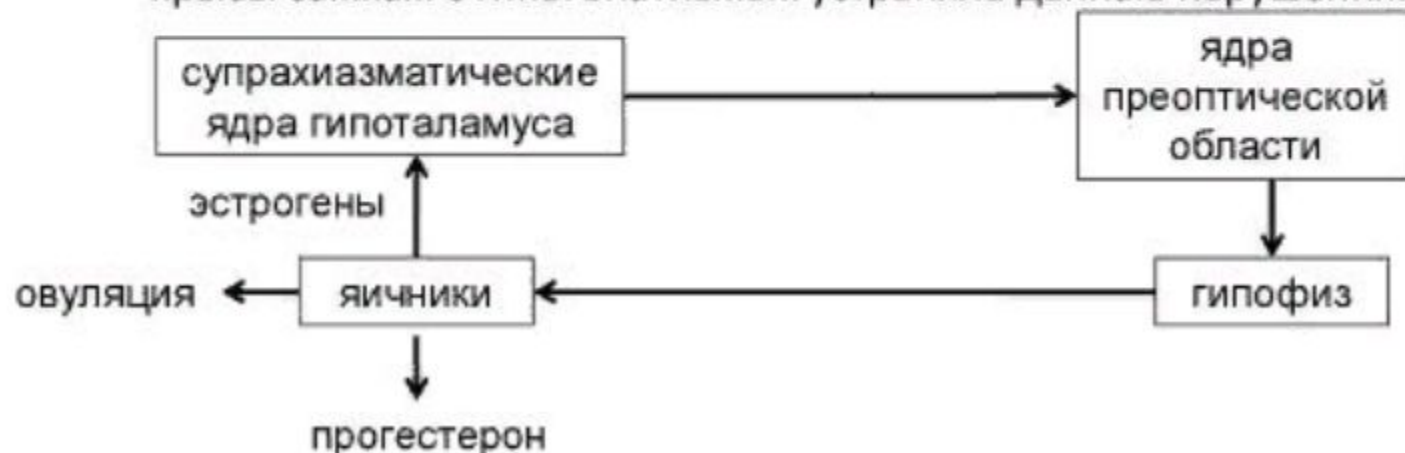 супрахиазматические
ядра гипоталамуса
ядра
преоптической
области
эстрогены
овуляция
яичники
гипофиз
прогестерон